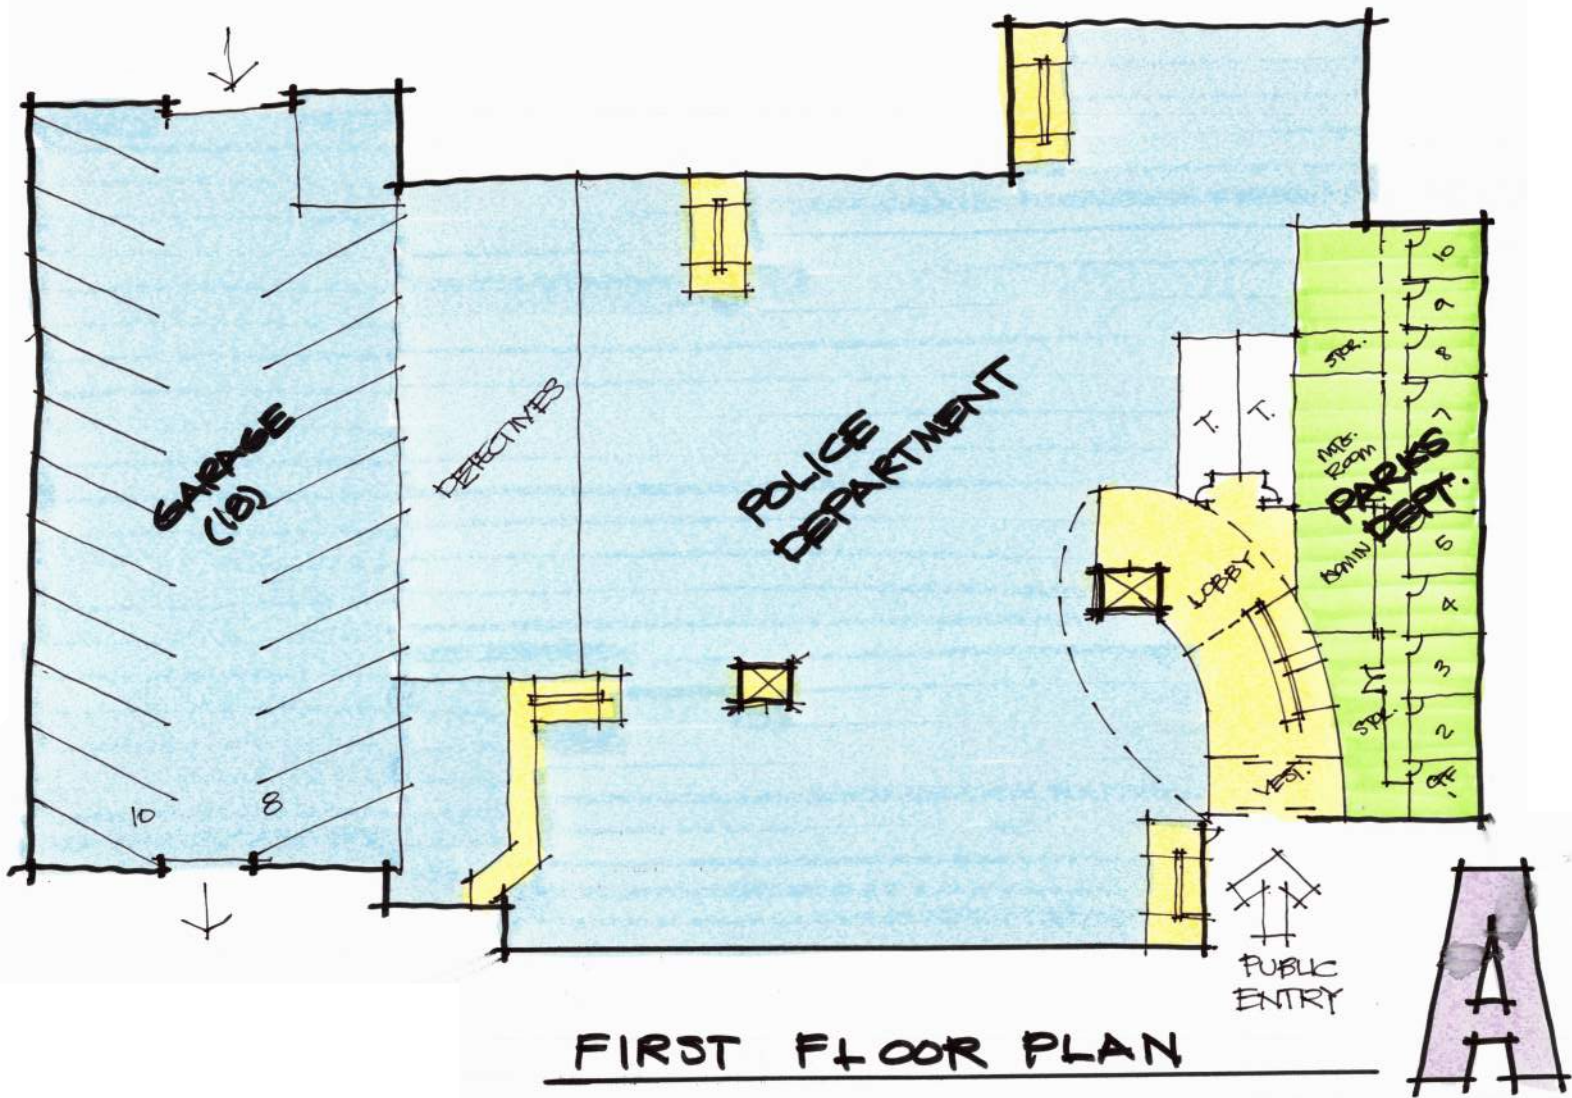 GARAGE
(18)
10
8
DETECTIVES
POLICE
DEPARTMENT
T.
T.
LOBBY
VEST.
STOR.
MTG.
ROOM
PARKS
DEPT.
ADMIN
STOR.
10
9
8
7
5
4
3
2
OFF.
PUBLIC
ENTRY
FIRST FLOOR PLAN
A